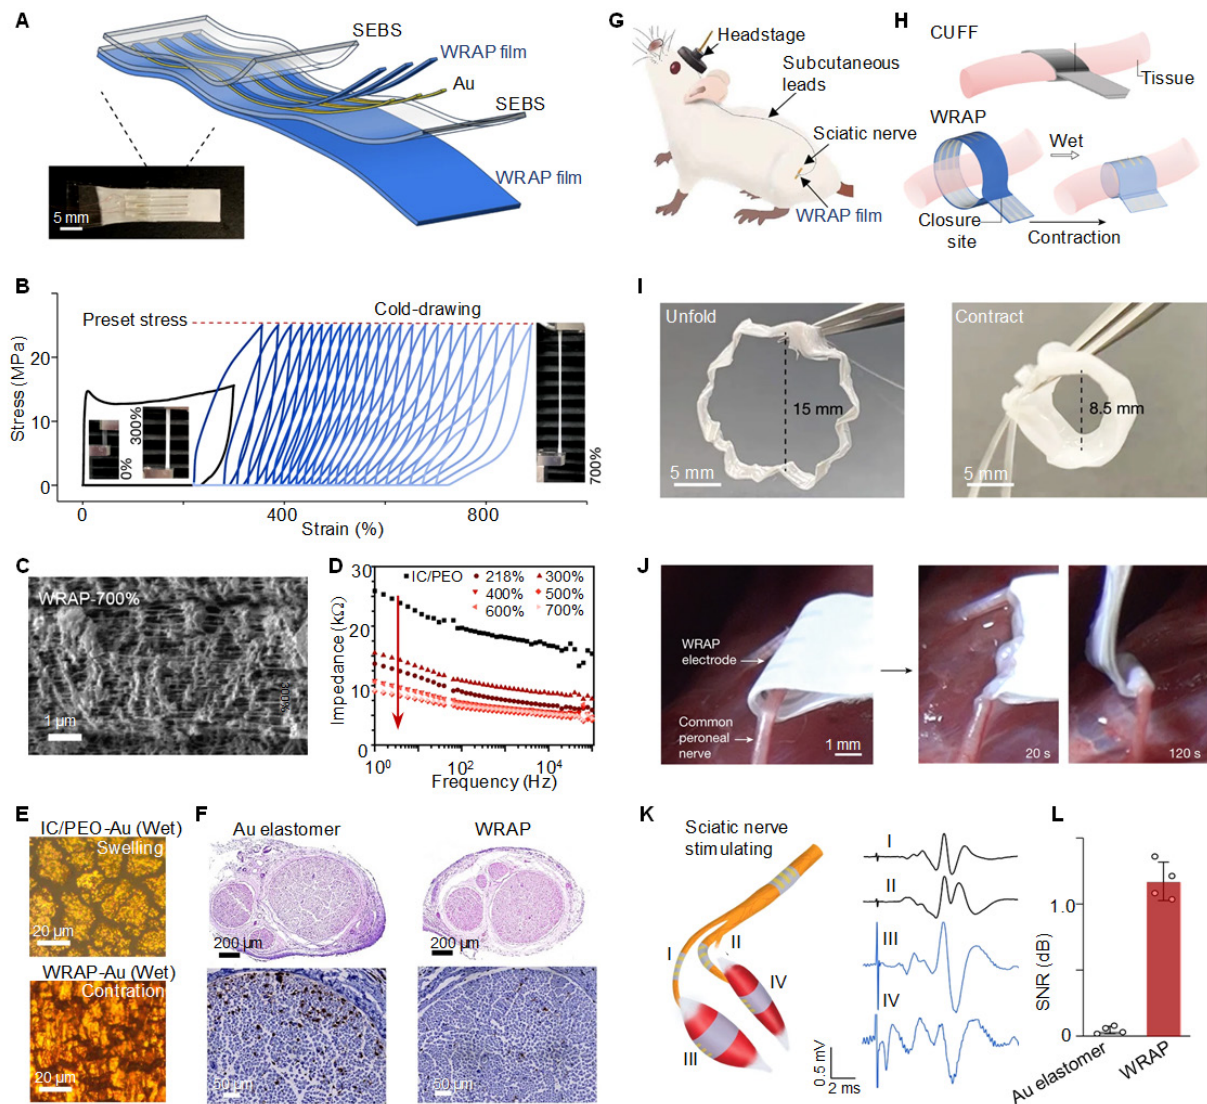 A
SEBS
WRAP film
Au
SEBS
WRAP film
5 mm
G
Headstage
Subcutaneous
leads
Sciatic nerve
WRAP film
H
CUFF
Tissue
WRAP
Wet
Closure
site
Contraction
B
Cold-drawing
Preset stress
Stress (MPa)
20
10
0
0%
300%
700%
0
400
800
Strain (%)
I
Unfold
15 mm
5 mm
Contract
8.5 mm
5 mm
C
WRAP-700%
1 µm
D
IC/PEO
218%
300%
400%
500%
600%
700%
Impedance (kΩ)
30
25
20
10
0
10⁰
10²
10⁴
Frequency (Hz)
J
WRAP
electrode
Common
peroneal
nerve
1 mm
20 s
120 s
E
IC/PEO-Au (Wet)
Swelling
20 µm
WRAP-Au (Wet)
Contration
20 µm
F
Au elastomer
WRAP
200 µm
200 µm
50 µm
50 µm
K
Sciatic nerve
stimulating
I
II
III
IV
I
II
III
IV
0.5 mV
2 ms
L
SNR (dB)
1.0
0
Au elastomer
WRAP